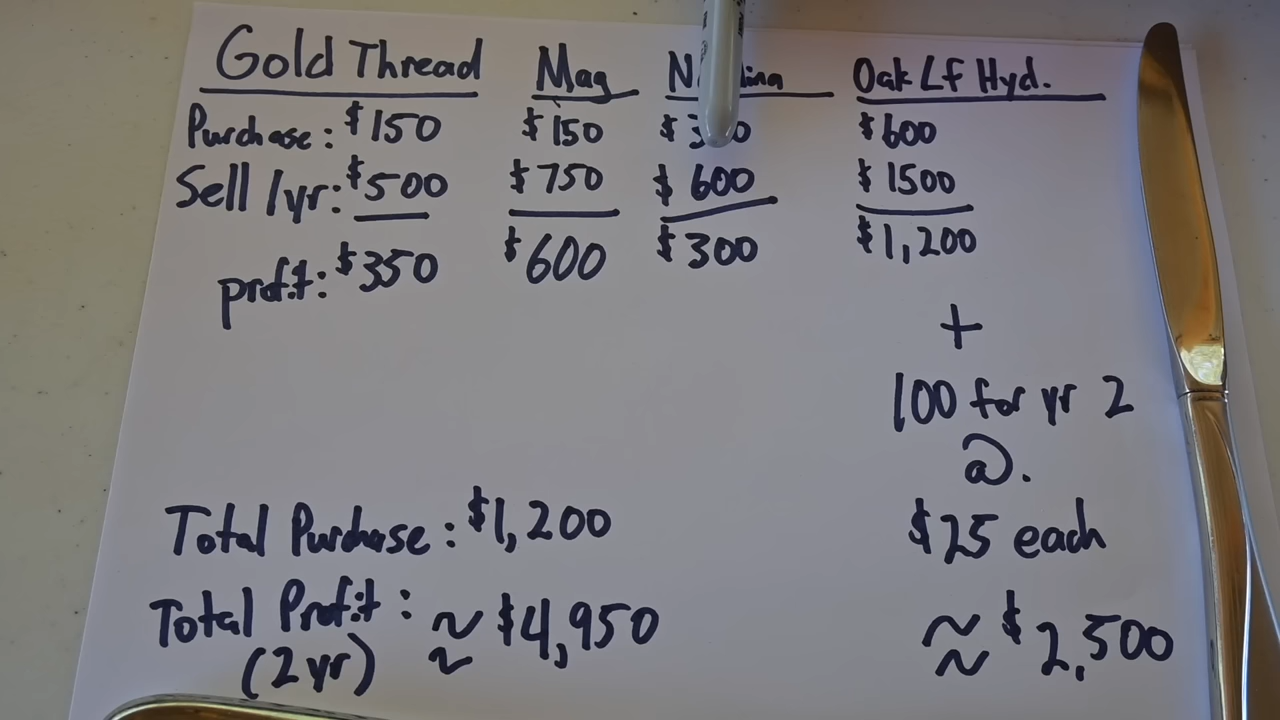 Gold Thread Mag Oak Lf Hyd.
Purchase: $150 $150 $600
Sell 1yr: $500 $750 $600 $1500
profit: $350 $600 $300 $1,200
+
100 for yr 2
@.
$25 each
≈ $2,500
Total Purchase: $1,200
Total Profit: ≈ $4,950
(2yr)